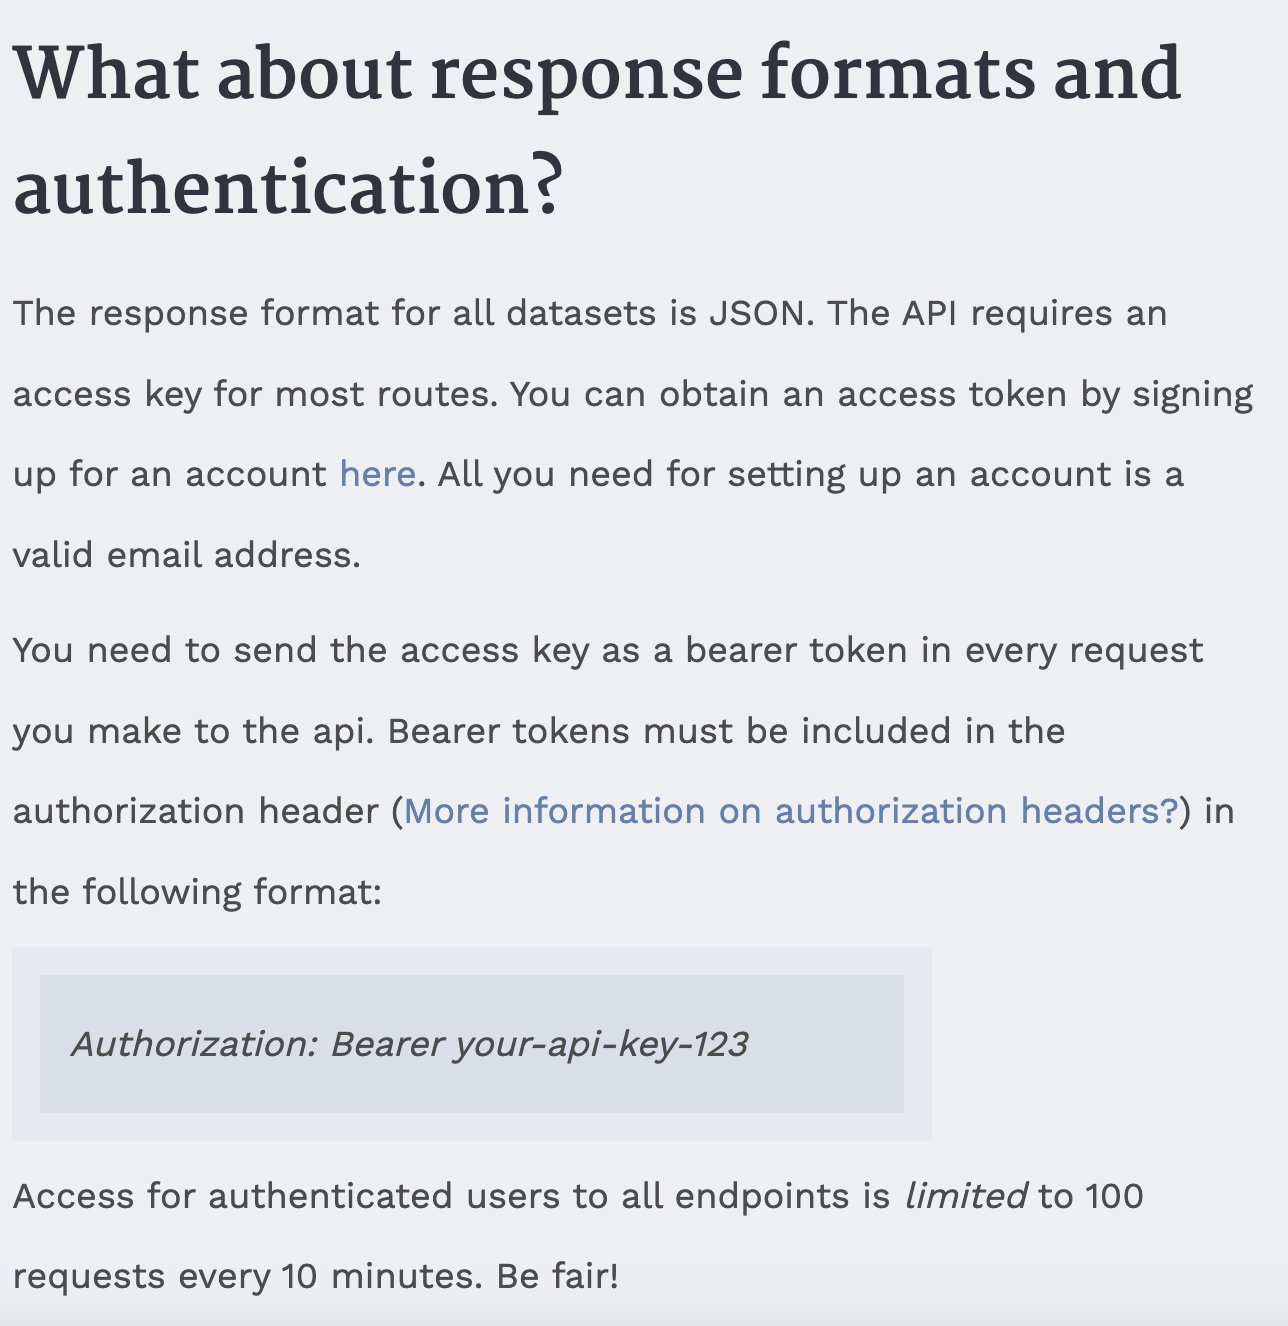 What about response formats and
authentication?
The response format for all datasets is JSON. The API requires an
access key for most routes. You can obtain an access token by signing
up for an account here. All you need for setting up an account is a
valid email address.
You need to send the access key as a bearer token in every request
you make to the api. Bearer tokens must be included in the
authorization header (More information on authorization headers?) in
the following format:
Authorization: Bearer your-api-key-123
Access for authenticated users to all endpoints is limited to 100
requests every 10 minutes. Be fair!